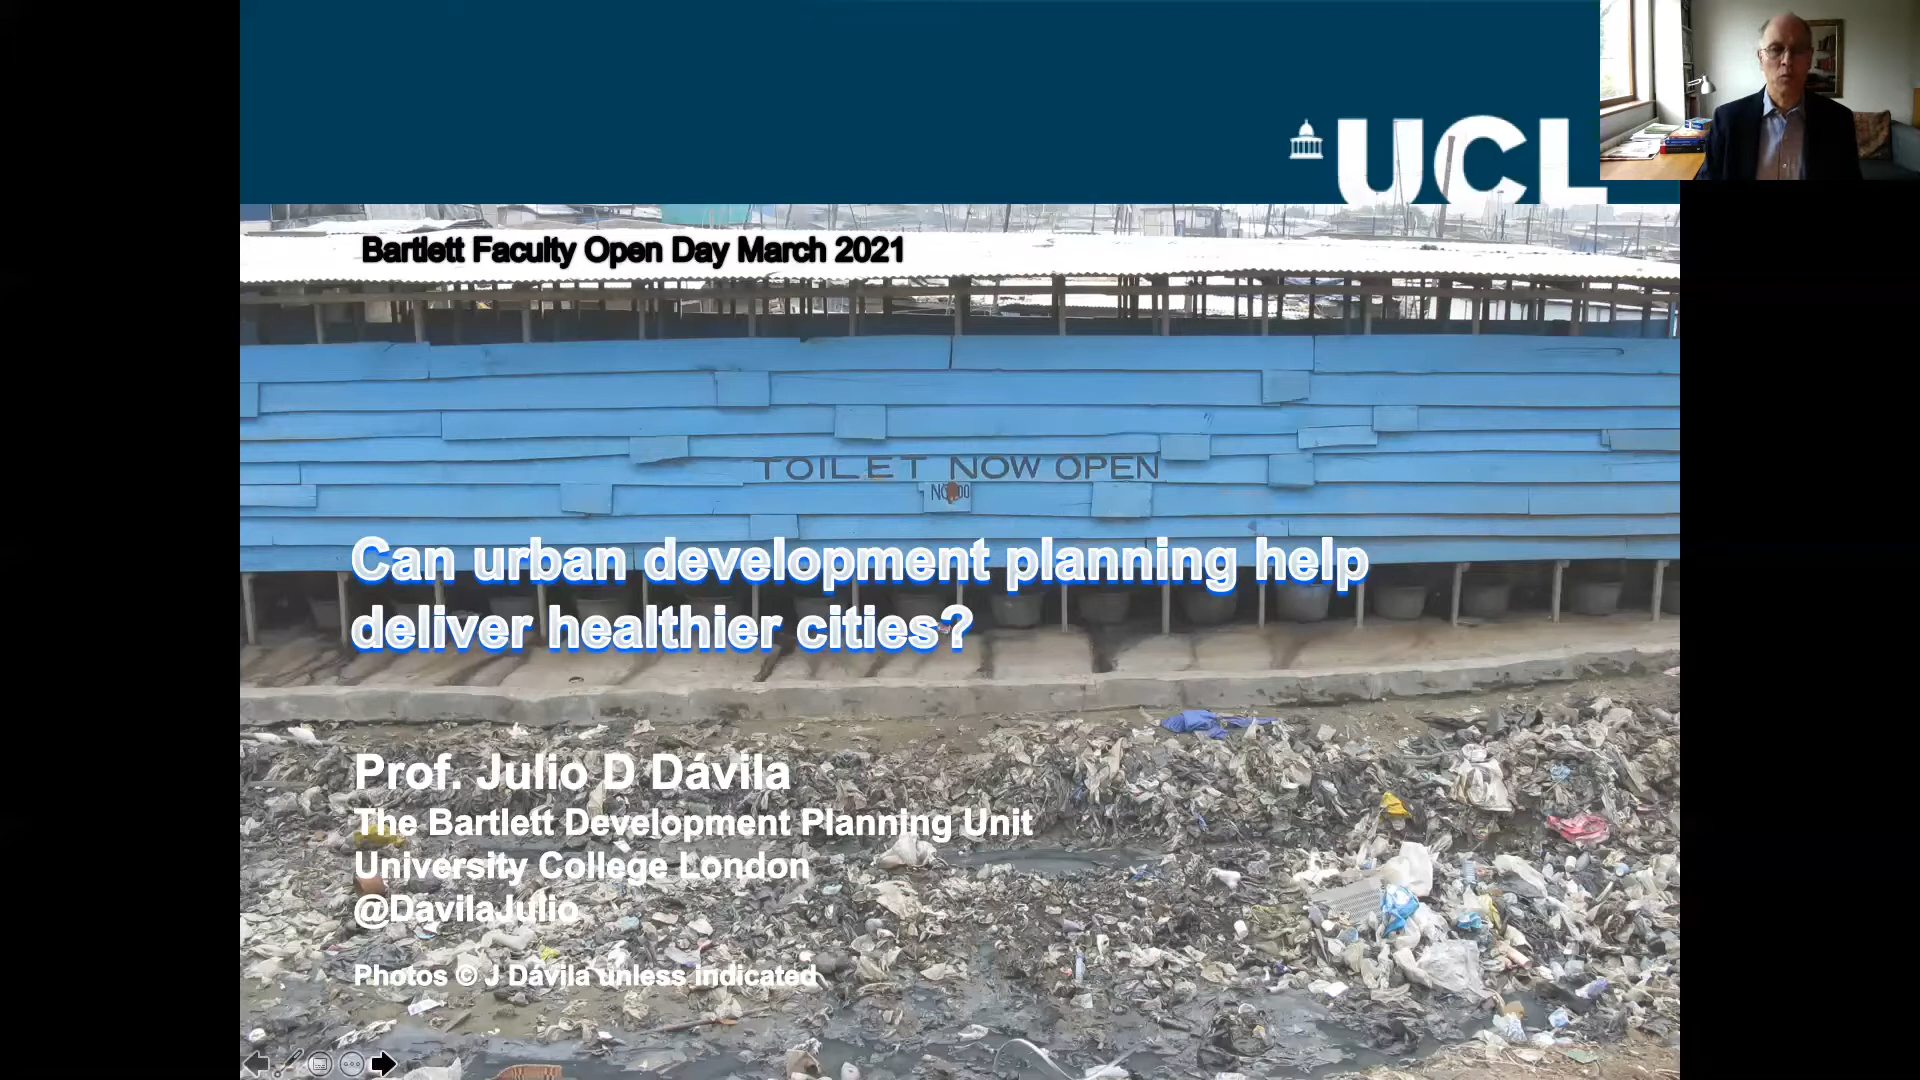 UCL
Bartlett Faculty Open Day March 2021
TOILET NOW OPEN
Can urban development planning help
deliver healthier cities?
Prof. Julio D Dávila
The Bartlett Development Planning Unit
University College London
@DavilaJulio
Photos © J Dávila unless indicated